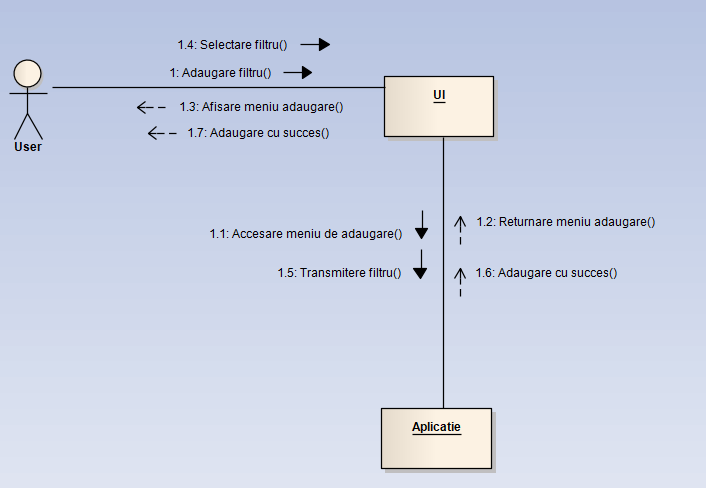 1.4: Selectare filtru()
1: Adaugare filtru()
UI
1.3: Afisare meniu adaugare()
1.7: Adaugare cu succes()
User
1.2: Returnare meniu adaugare()
1.1: Accesare meniu de adaugare()
1.5: Transmitere filtru()
1.6: Adaugare cu succes()
Aplicatie